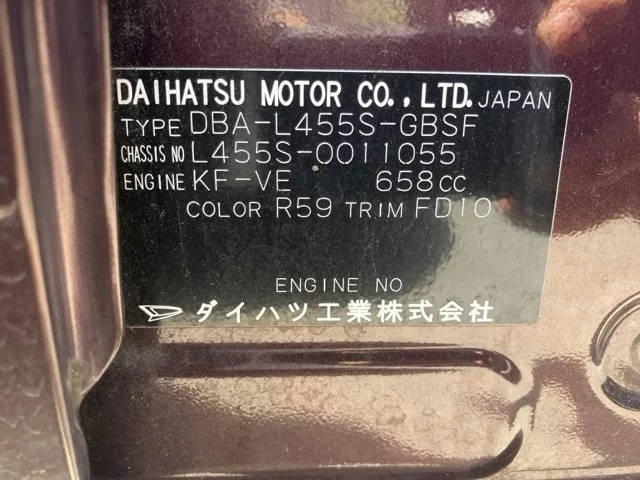 DAIHATSU MOTOR CO.,LTD. JAPAN
TYPE DBA-L455S-GBSF
CHASSIS NO L455S-0011055
ENGINE KF-VE 658CC
COLOR R59 TRIM FD10
ENGINE NO
ダイハツ工業株式会社